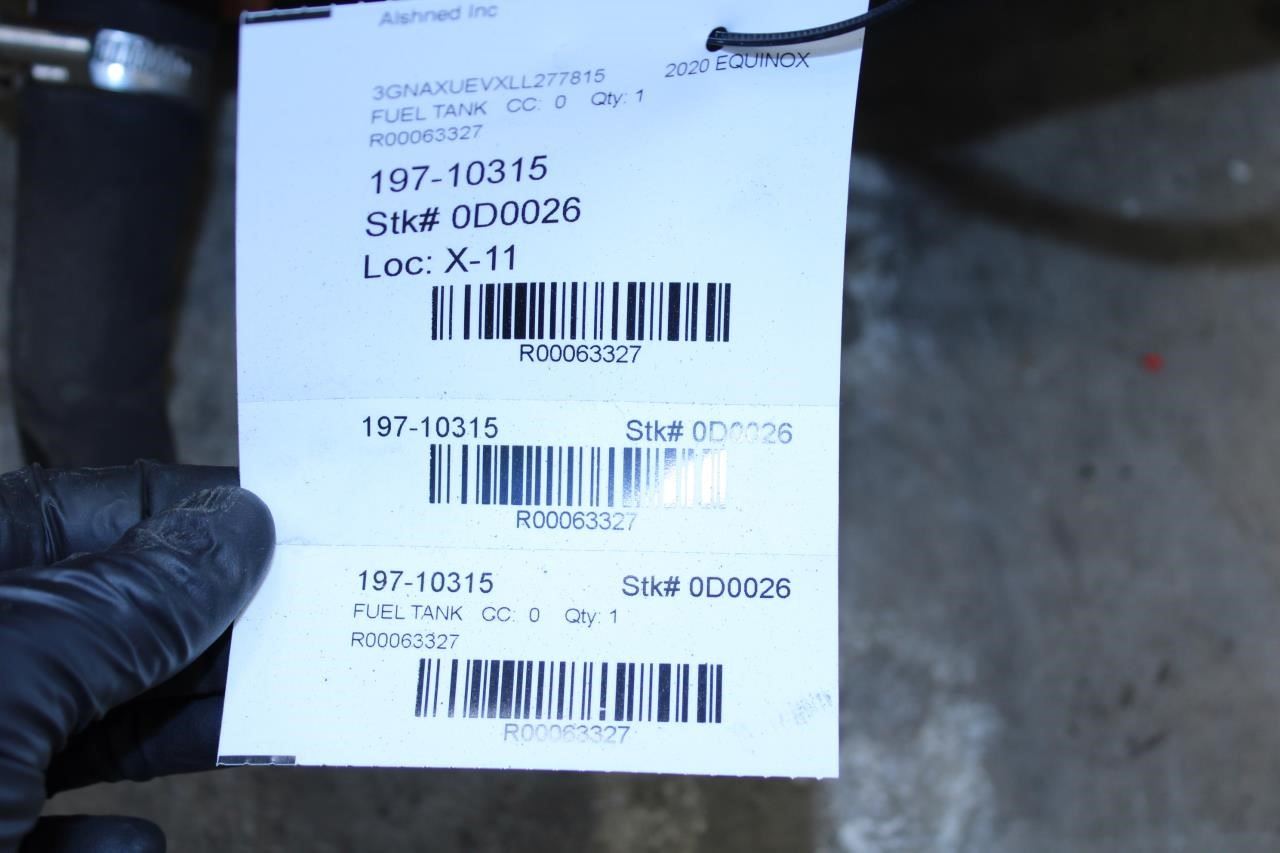 Alshned Inc
2020 EQUINOX
3GNAXUEVXLL277815
FUEL TANK CC: 0 Qty: 1
R00063327
197-10315
Stk# 0D0026
Loc: X-11
R00063327
197-10315 Stk# 0D0026
R00063327
197-10315 Stk# 0D0026
FUEL TANK CC: 0 Qty: 1
R00063327
R00063327